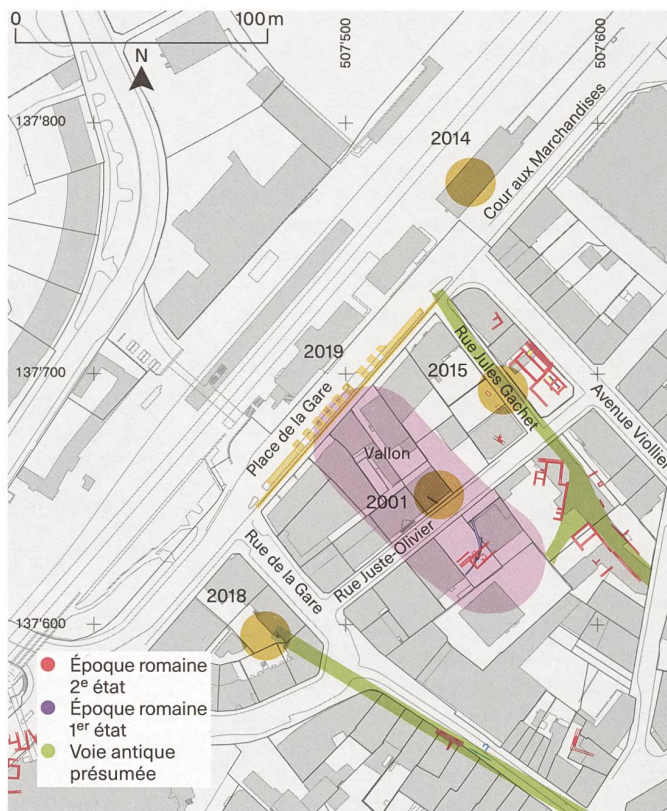 0
100 m
N
507'500
507'600
137'800
2014
Cour aux Marchandises
2019
137'700
2015
Rue Jules Gachet
Place de la Gare
Avenue Viollier
Vallon
2001
Rue Juste-Olivier
Rue de la Gare
2018
137'600
Époque romaine
2e état
Époque romaine
1er état
Voie antique
présumée
?